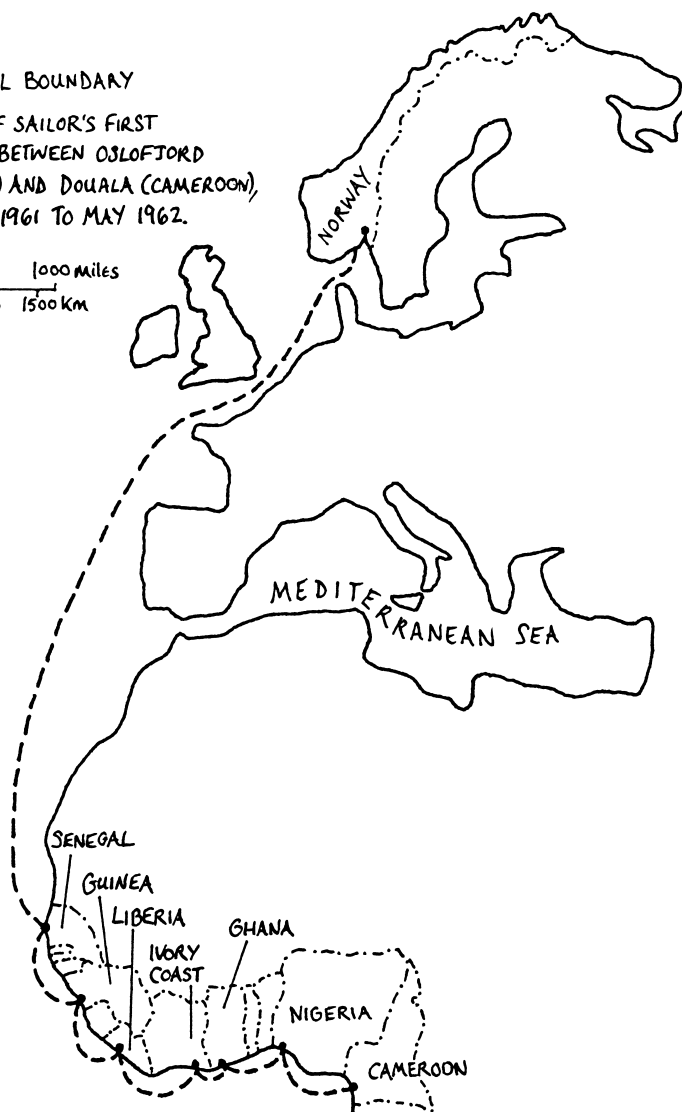 L BOUNDARY
F SAILOR'S FIRST
BETWEEN OSLOFJORD
) AND DOUALA (CAMEROON),
1961 TO MAY 1962.
1000 MILES
1500 KM
NORWAY
MEDITERRANEAN SEA
SENEGAL
GUINEA
LIBERIA
IVORY
COAST
GHANA
NIGERIA
CAMEROON